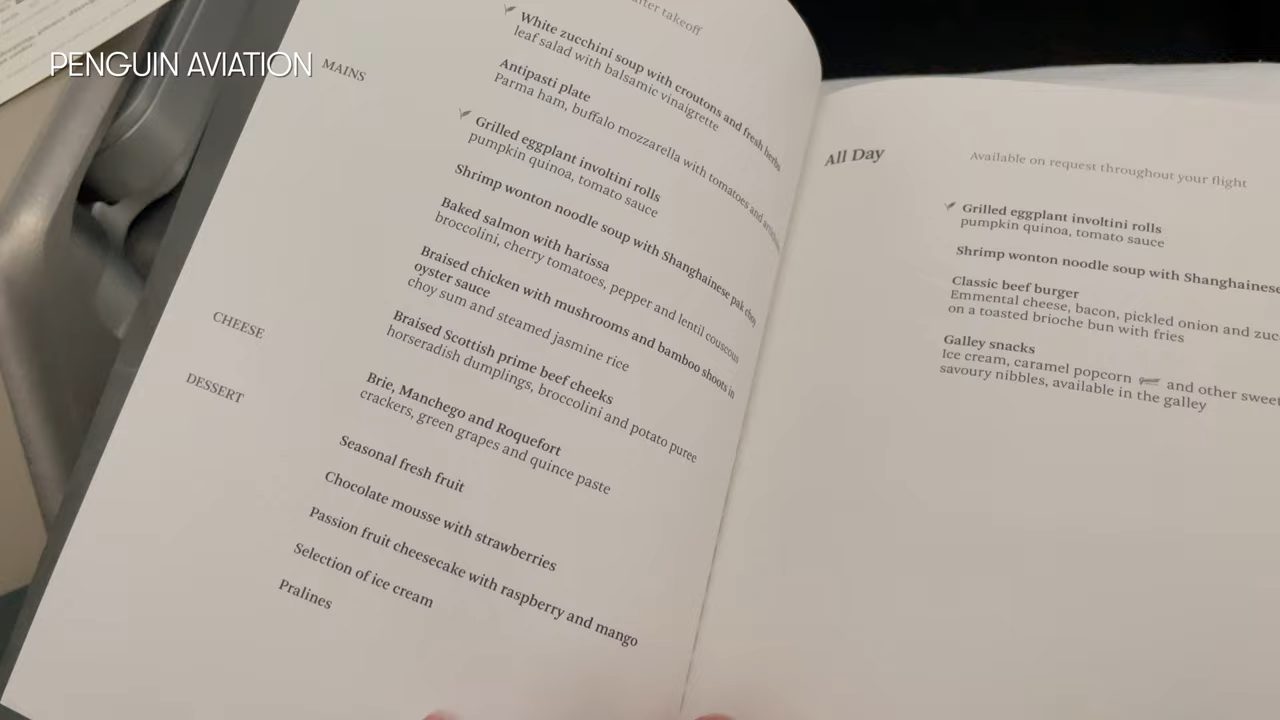 PENGUIN AVIATION
after takeoff
White zucchini soup with croutons and fresh herbs
leaf salad with balsamic vinaigrette
Antipasti plate
Parma ham, buffalo mozzarella with tomatoes and
MAINS
Grilled eggplant involtini rolls
pumpkin quinoa, tomato sauce
Shrimp wonton noodle soup with Shanghainese pak choy
Baked salmon with harissa
broccolini, cherry tomatoes, pepper and lentil couscous
Braised chicken with mushrooms and bamboo shoots in
oyster sauce
choy sum and steamed jasmine rice
Braised Scottish prime beef cheeks
horseradish dumplings, broccolini and potato puree
CHEESE
Brie, Manchego and Roquefort
crackers, green grapes and quince paste
DESSERT
Seasonal fresh fruit
Chocolate mousse with strawberries
Passion fruit cheesecake with raspberry and mango
Selection of ice cream
Pralines
All Day
Available on request throughout your flight
Grilled eggplant involtini rolls
pumpkin quinoa, tomato sauce
Shrimp wonton noodle soup with Shanghainese
Classic beef burger
Emmental cheese, bacon, pickled onion and
on a toasted brioche bun with fries
Galley snacks
Ice cream, caramel popcorn and other sweet
savoury nibbles, available in the galley